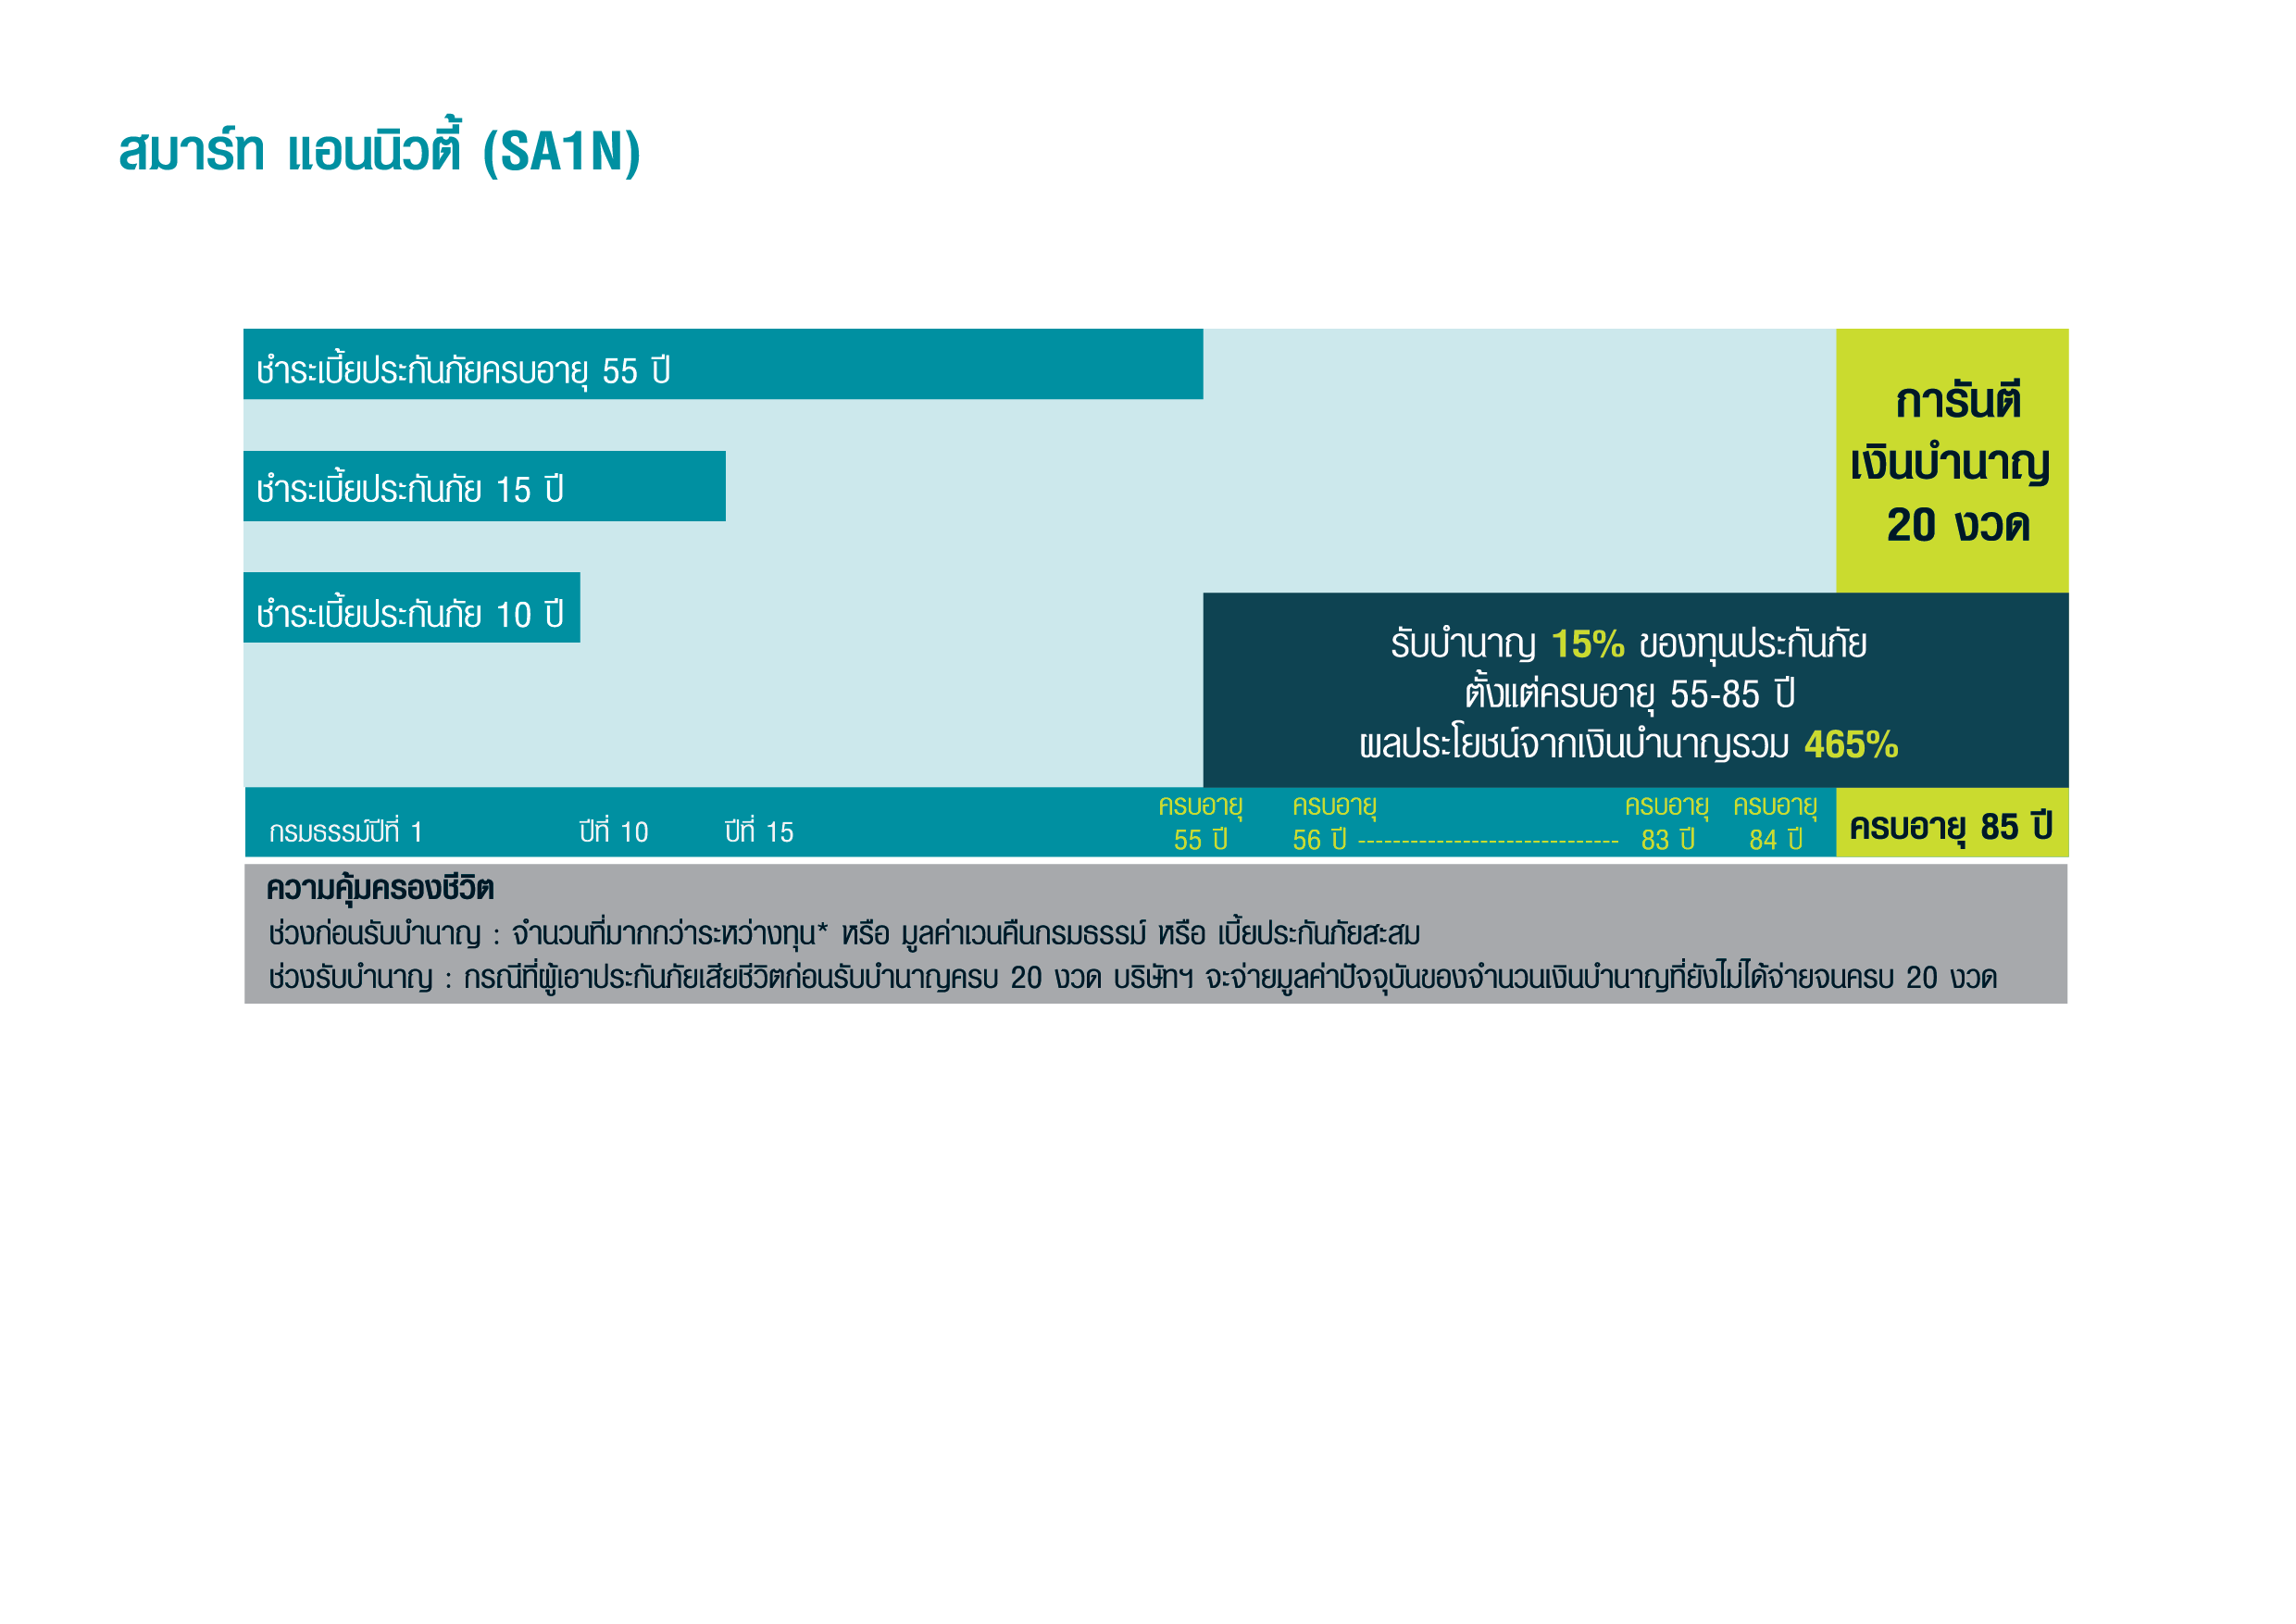 สมาร์ท แอนนิวตี้ (SA1N)
ชำระเบี้ยประกันภัยครบอายุ 55 ปี
ชำระเบี้ยประกันภัย 15 ปี
ชำระเบี้ยประกันภัย 10 ปี
การันตี
เงินบำนาญ
20 งวด
รับบำนาญ 15% ของทุนประกันภัย
ตั้งแต่ครบอายุ 55-85 ปี
ผลประโยชน์จากเงินบำนาญรวม 465%
กรมธรรม์ปีที่ 1
ปีที่ 10
ปีที่ 15
ครบอายุ
55 ปี
ครบอายุ
56 ปี ------------------------------
ครบอายุ
83 ปี
ครบอายุ
84 ปี
ครบอายุ 85 ปี
ความคุ้มครองชีวิต
ช่วงก่อนรับบำนาญ : จำนวนที่มากกว่าระหว่างทุน* หรือ มูลค่าเวนคืนกรมธรรม์ หรือ เบี้ยประกันภัยสะสม
ช่วงรับบำนาญ : กรณีที่ผู้เอาประกันภัยเสียชีวิตก่อนรับบำนาญครบ 20 งวด บริษัทฯ จะจ่ายมูลค่าปัจจุบันของจำนวนเงินบำนาญที่ยังไม่ได้จ่ายจนครบ 20 งวด